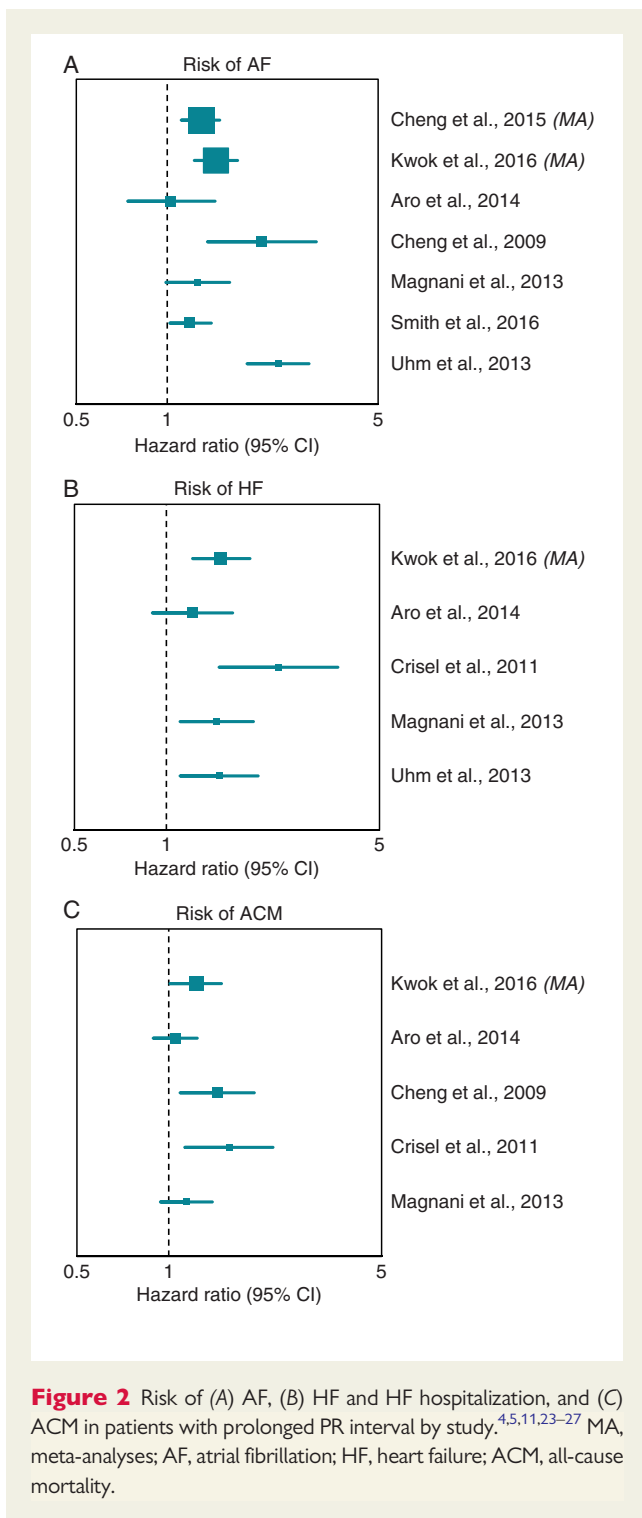 A
Risk of AF
Cheng et al., 2015 (MA)
Kwok et al., 2016 (MA)
Aro et al., 2014
Cheng et al., 2009
Magnani et al., 2013
Smith et al., 2016
Uhm et al., 2013
0.5 1 5
Hazard ratio (95% CI)
B
Risk of HF
Kwok et al., 2016 (MA)
Aro et al., 2014
Crisel et al., 2011
Magnani et al., 2013
Uhm et al., 2013
0.5 1 5
Hazard ratio (95% CI)
C
Risk of ACM
Kwok et al., 2016 (MA)
Aro et al., 2014
Cheng et al., 2009
Crisel et al., 2011
Magnani et al., 2013
0.5 1 5
Hazard ratio (95% CI)
Figure 2 Risk of (A) AF, (B) HF and HF hospitalization, and (C)
ACM in patients with prolonged PR interval by study.4,5,11,23–27 MA,
meta-analyses; AF, atrial fibrillation; HF, heart failure; ACM, all-cause
mortality.